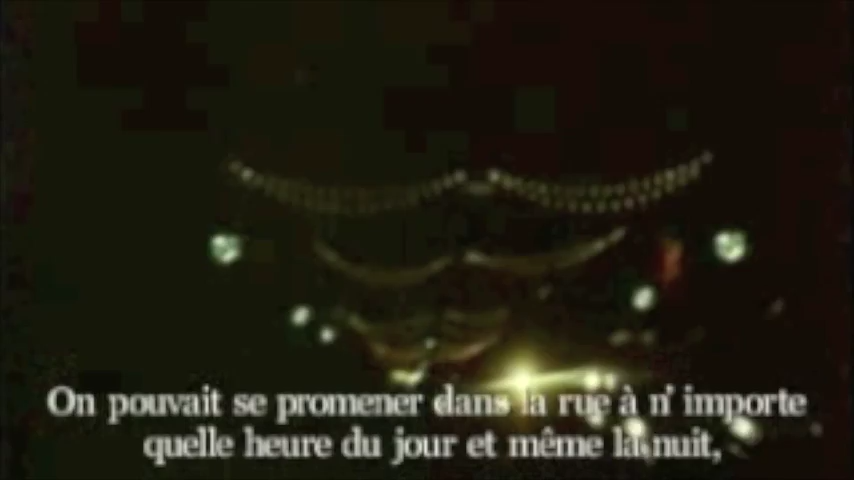 On pouvait se promener dans la rue à n' importe
quelle heure du jour et même la nuit,